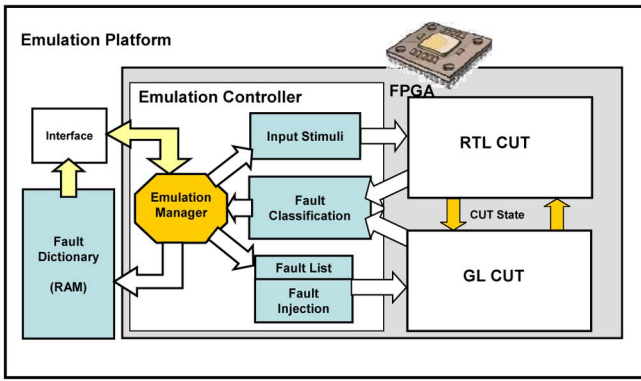 Emulation Platform
Emulation Controller
FPGA
Interface
Input Stimuli
RTL CUT
Emulation
Manager
Fault
Classification
CUT State
Fault
Dictionary
(RAM)
Fault List
Fault
Injection
GL CUT